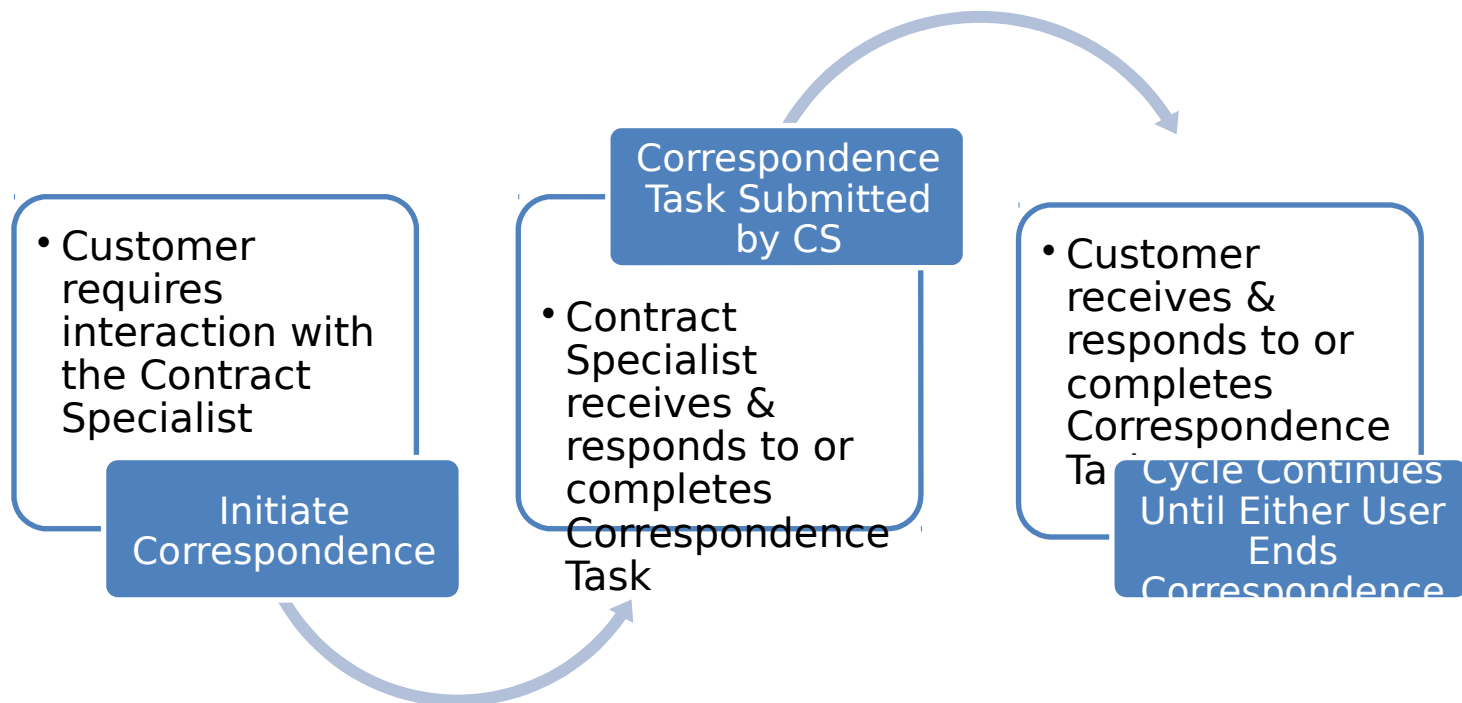 • Customer
requires
interaction with
the Contract
Specialist
Initiate
Correspondence
Correspondence
Task Submitted
by CS
• Contract
Specialist
receives &
responds to or
completes
Correspondence
Task
• Customer
receives &
responds to or
completes
Correspondence
Cycle Continues
Until Either User
Ends
Correspondence